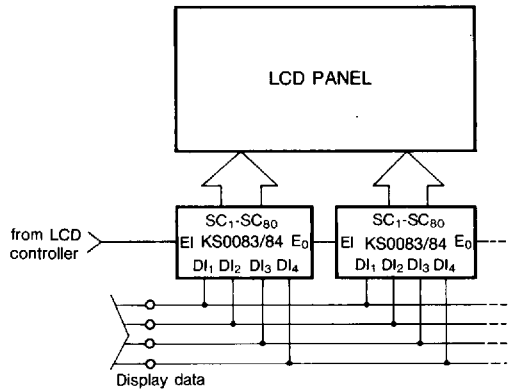 LCD PANEL
SC₁-SC₈₀
EI KS0083/84 E₀
DI₁ DI₂ DI₃ DI₄
SC₁-SC₈₀
EI KS0083/84 E₀
DI₁ DI₂ DI₃ DI₄
from LCD
controller
Display data